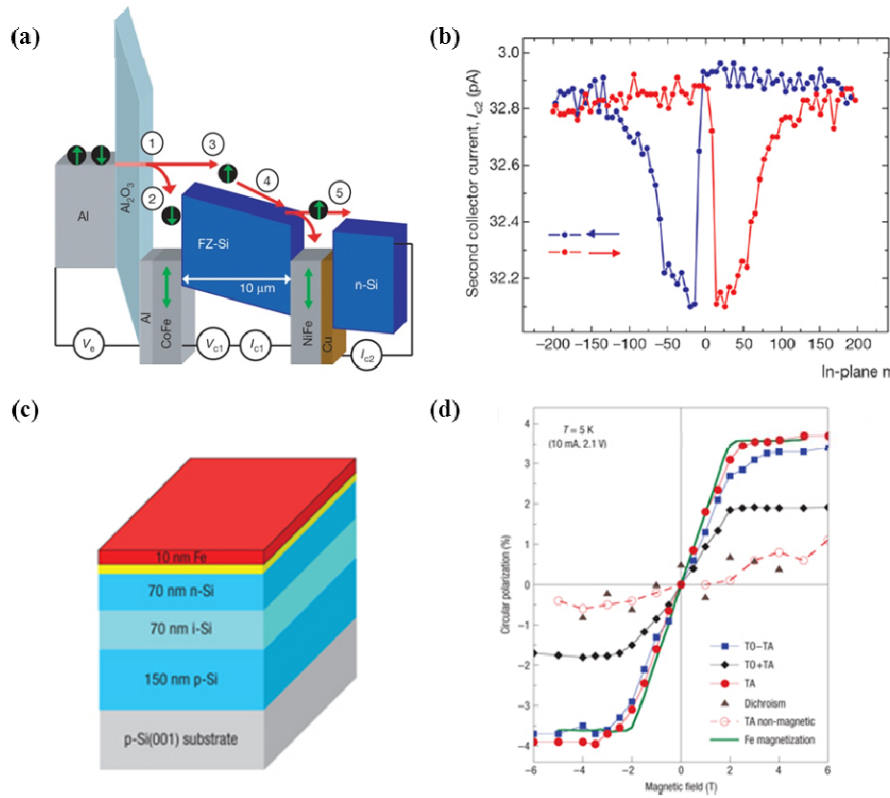 (a)
1
3
4
5
2
Al
Al2O3
FZ-Si
n-Si
10 μm
Al
CoFe
NiFe
Cu
Ve
Vc1
Ic1
Ic2
(b)
Second collector current, Ic2 (pA)
3.0
32.8
32.6
32.4
32.2
−200 −150 −100 −50 0 50 100 150 200
In-plane m
(c)
10 nm Fe
70 nm n-Si
70 nm i-Si
150 nm p-Si
p-Si(001) substrate
(d)
T = 5 K
(10 mA, 2.1 V)
Circular polarization (%)
4
3
2
1
0
−1
−2
−3
−4
TO−TA
TO+TA
TA
Dichroism
TA non-magnetic
Fe magnetization
−6 −4 −2 0 2 4 6
Magnetic field (T)